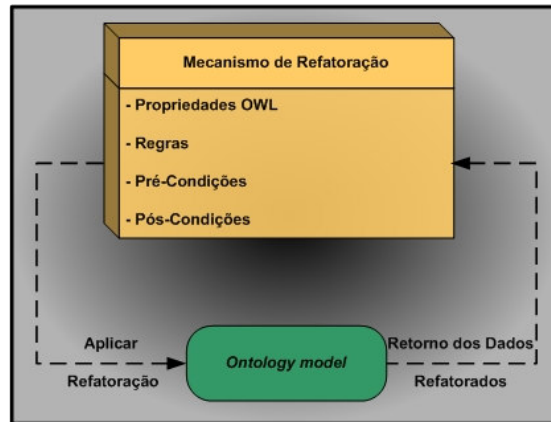 Mecanismo de Refatoração
- Propriedades OWL
- Regras
- Pré-Condições
- Pós-Condições
Aplicar
Refatoração
Ontology model
Retorno dos Dados
Refatorados